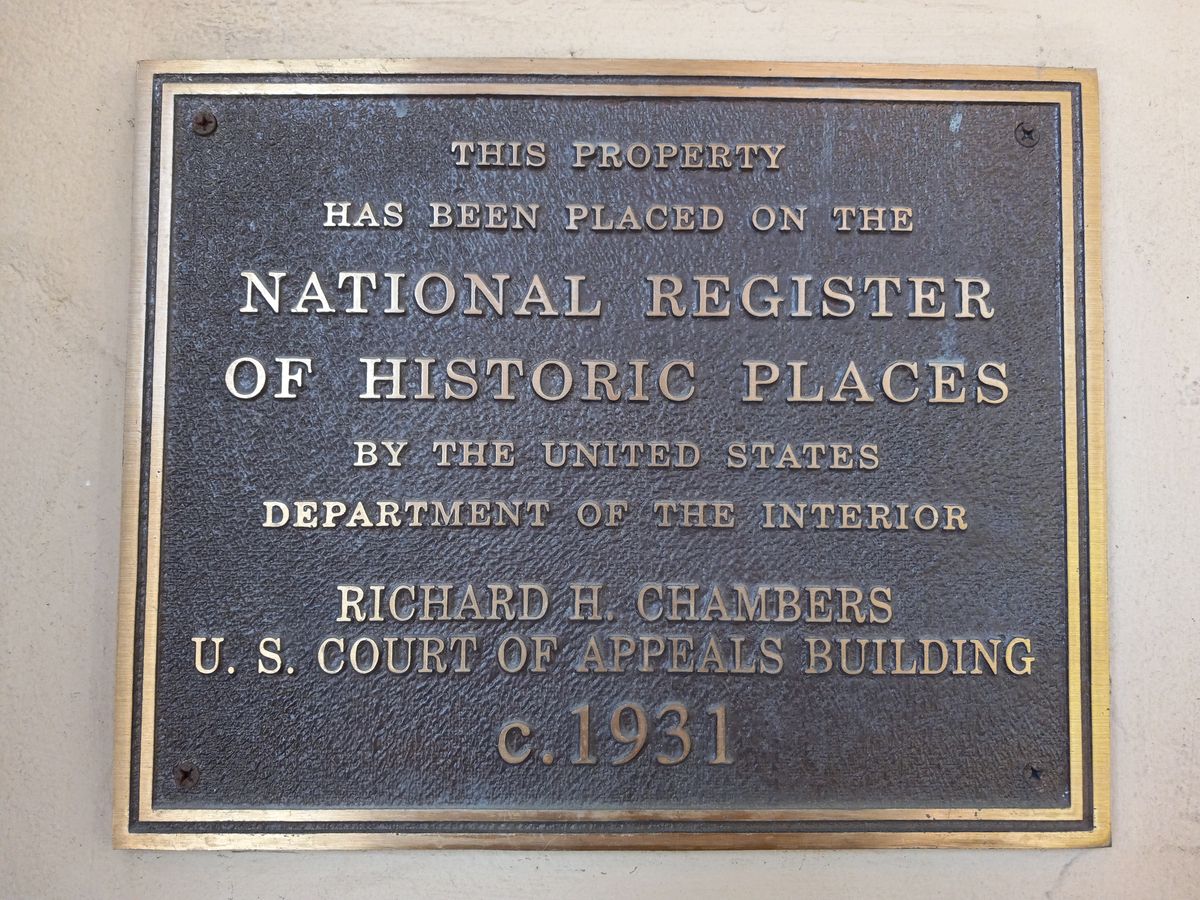 THIS PROPERTY
HAS BEEN PLACED ON THE
NATIONAL REGISTER
OF HISTORIC PLACES
BY THE UNITED STATES
DEPARTMENT OF THE INTERIOR
RICHARD H. CHAMBERS
U. S. COURT OF APPEALS BUILDING
c.1931